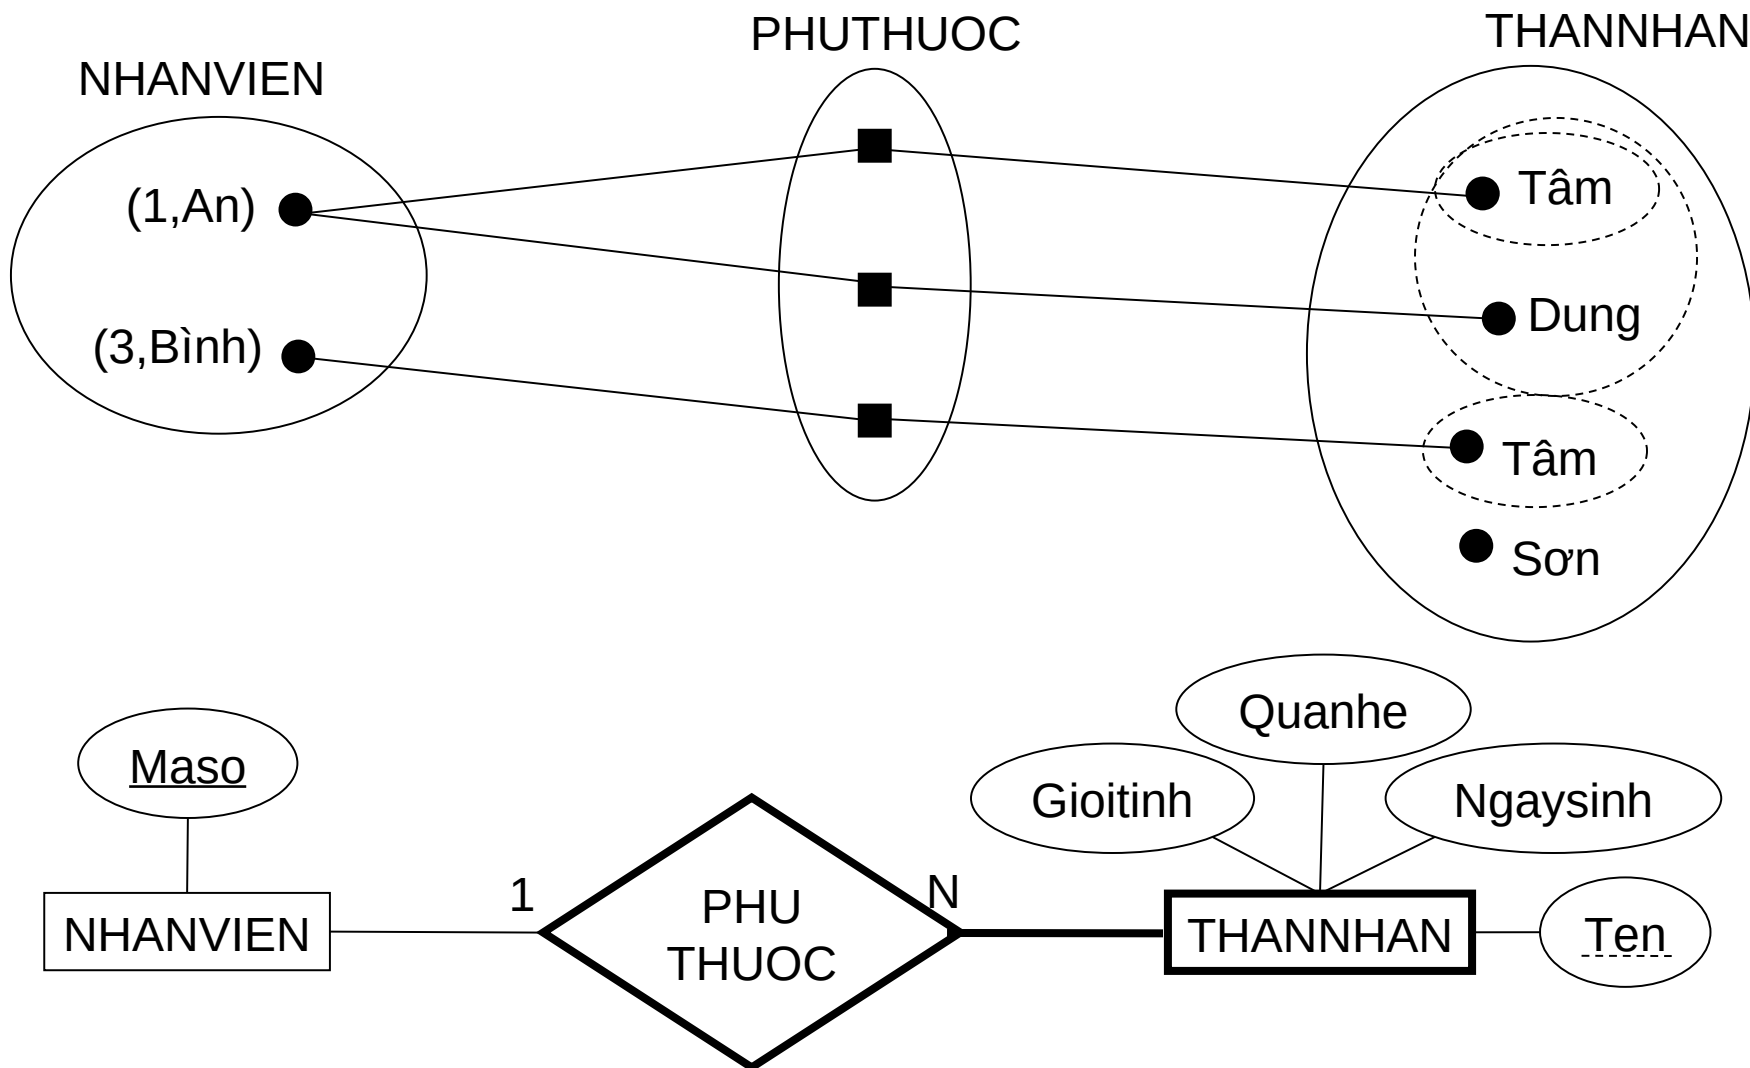 PHUTHUOC
THANNHAN
NHANVIEN
(1,An)
Tâm
Dung
(3,Bình)
Tâm
Sơn
Quanhe
Maso
Gioitinh
Ngaysinh
1
N
NHANVIEN
PHU
THUOC
THANNHAN
Ten